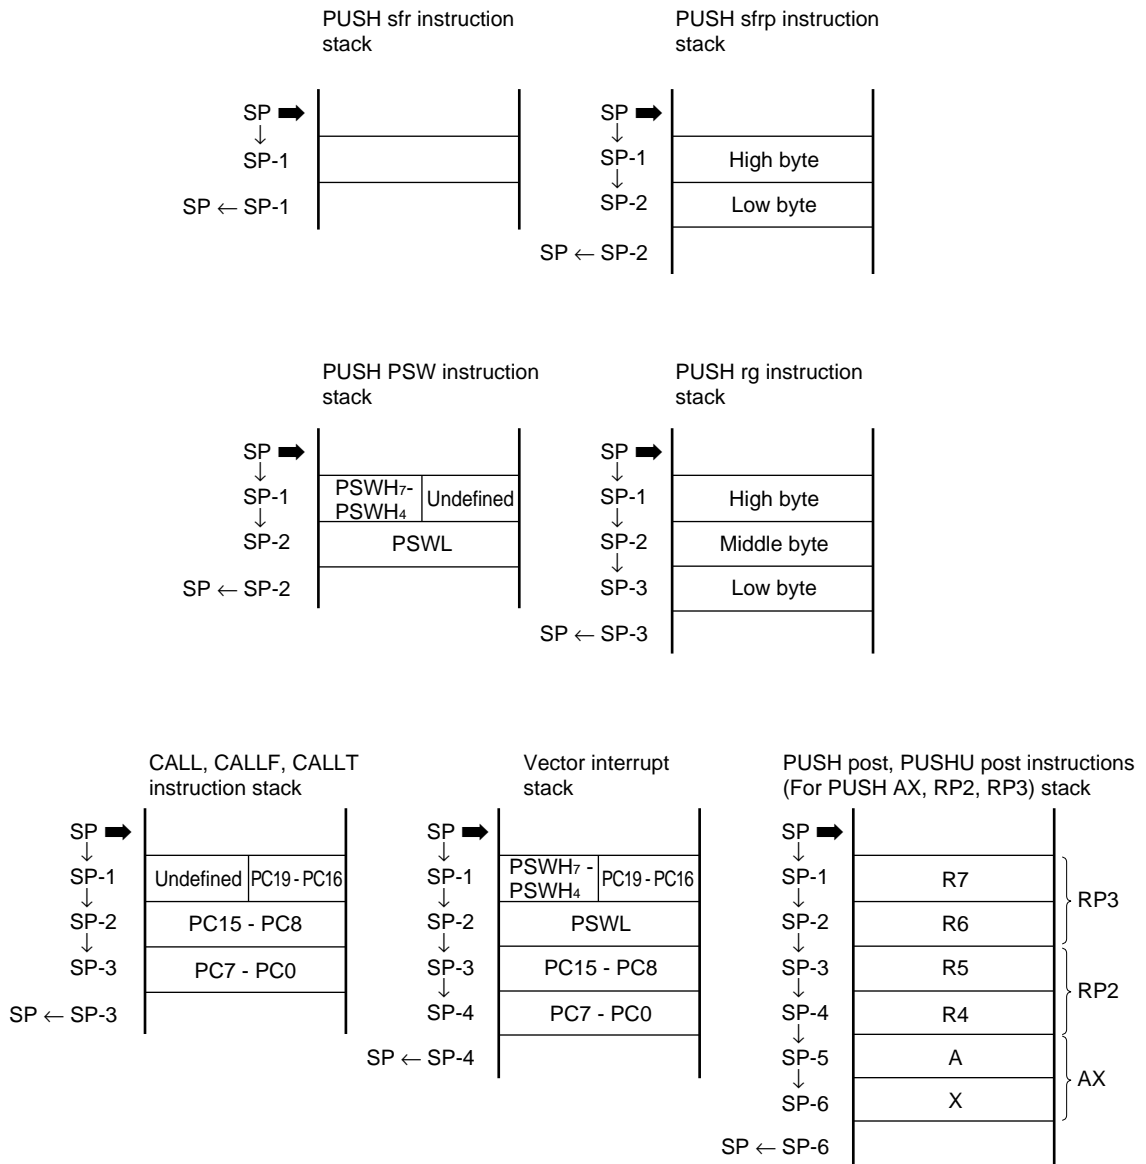 PUSH sfr instruction
stack
SP
SP-1
SP ← SP-1
PUSH sfrp instruction
stack
SP
SP-1
High byte
SP-2
Low byte
SP ← SP-2
PUSH PSW instruction
stack
SP
SP-1
PSWH7-
PSWH4
Undefined
SP-2
PSWL
SP ← SP-2
PUSH rg instruction
stack
SP
SP-1
High byte
SP-2
Middle byte
SP-3
Low byte
SP ← SP-3
CALL, CALLF, CALLT
instruction stack
SP
SP-1
Undefined
PC19 - PC16
SP-2
PC15 - PC8
SP-3
PC7 - PC0
SP ← SP-3
Vector interrupt
stack
SP
SP-1
PSWH7 -
PSWH4
PC19 - PC16
SP-2
PSWL
SP-3
PC15 - PC8
SP-4
PC7 - PC0
SP ← SP-4
PUSH post, PUSHU post instructions
(For PUSH AX, RP2, RP3) stack
SP
SP-1
R7
RP3
SP-2
R6
SP-3
R5
RP2
SP-4
R4
SP-5
A
AX
SP-6
X
SP ← SP-6